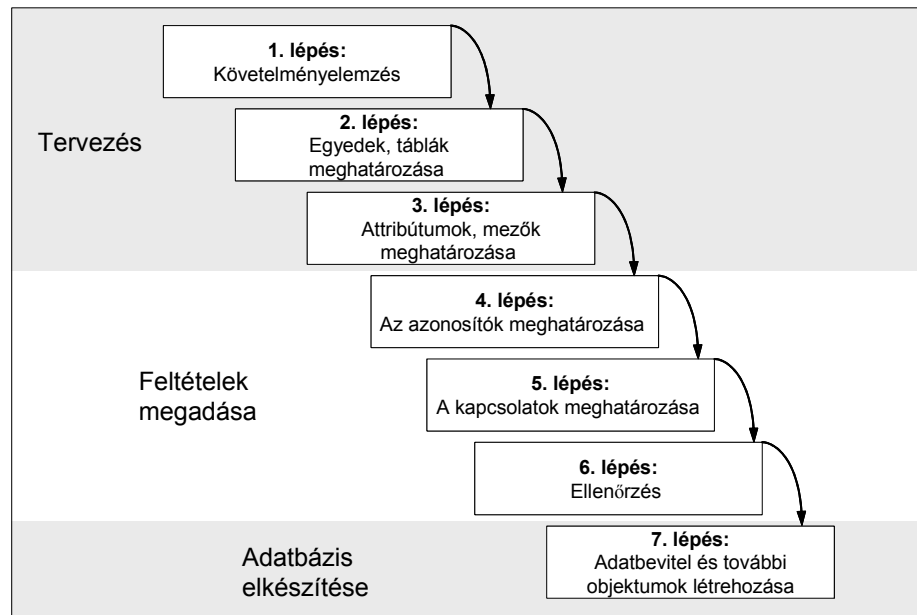 1. lépés:
Követelményelemzés
Tervezés
2. lépés:
Egyedek, táblák
meghatározása
3. lépés:
Attribútumok, mezők
meghatározása
4. lépés:
Az azonosítók meghatározása
Feltételek
megadása
5. lépés:
A kapcsolatok meghatározása
6. lépés:
Ellenőrzés
Adatbázis
elkészítése
7. lépés:
Adatbevitel és további
objektumok létrehozása